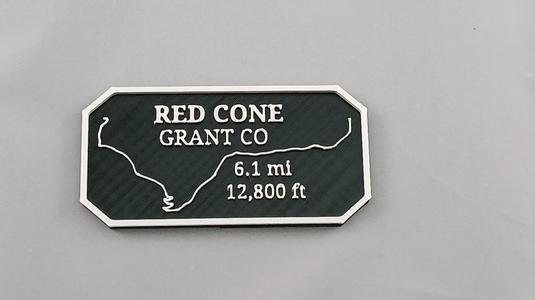 RED CONE
GRANT CO
6.1 mi
12,800 ft